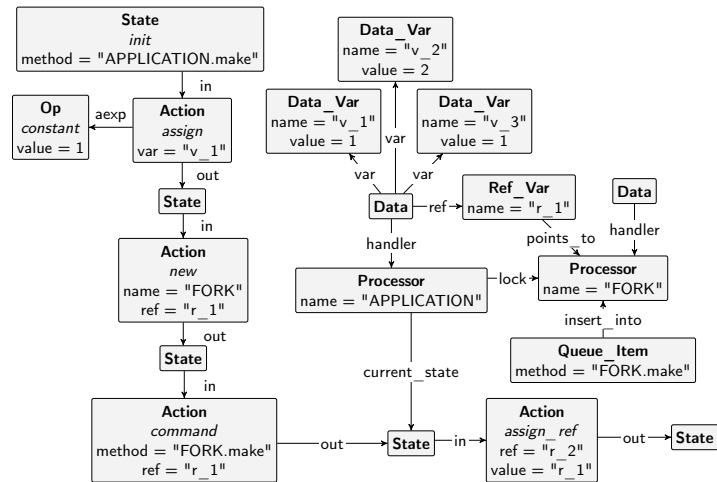 State
init
method = "APPLICATION.make"
in
Op
constant
value = 1
aexp
Action
assign
var = "v_1"
out
State
in
Action
new
name = "FORK"
ref = "r_1"
out
State
in
Action
command
method = "FORK.make"
ref = "r_1"
out
Data_Var
name = "v_2"
value = 2
Data_Var
name = "v_1"
value = 1
Data_Var
name = "v_3"
value = 1
var
var
var
Data
ref
Ref_Var
name = "r_1"
Data
handler
points_to
handler
Processor
name = "APPLICATION"
lock
Processor
name = "FORK"
insert_into
Queue_Item
method = "FORK.make"
current_state
State
in
Action
assign_ref
ref = "r_2"
value = "r_1"
out
State